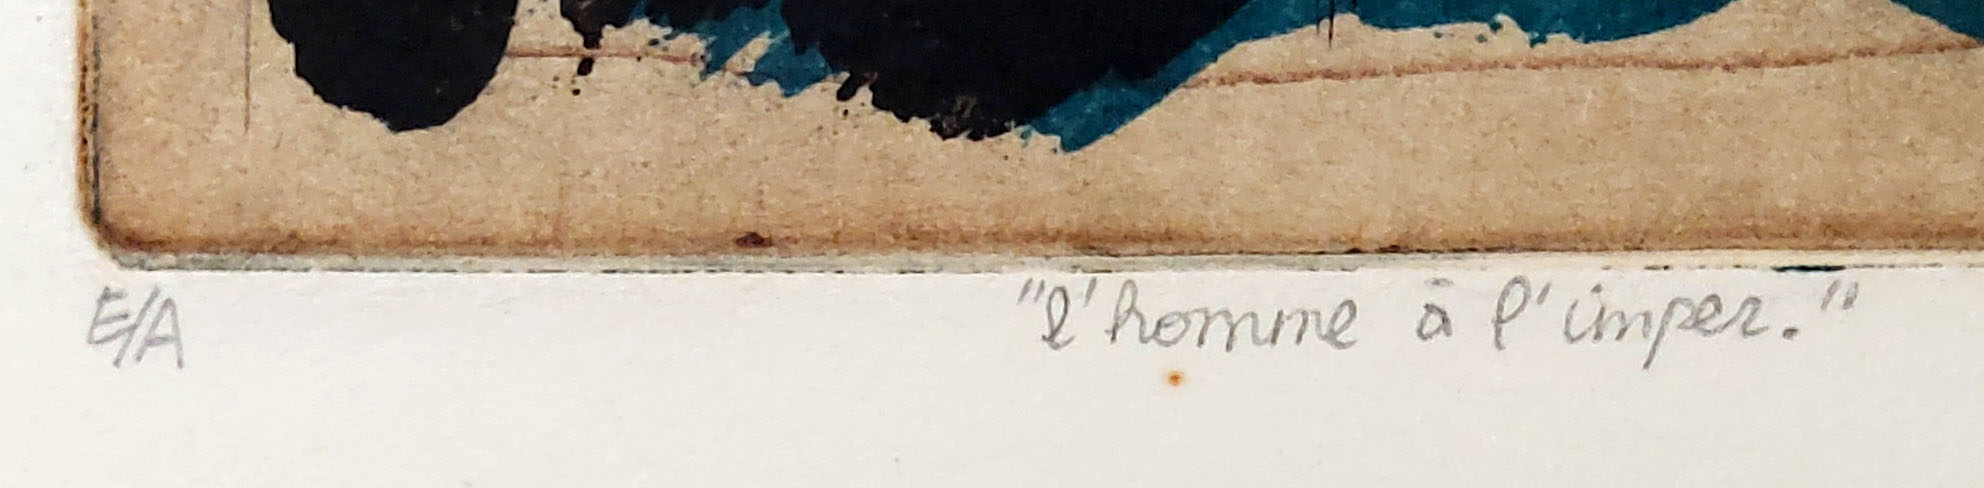 E/A "l'homme à l'imper."